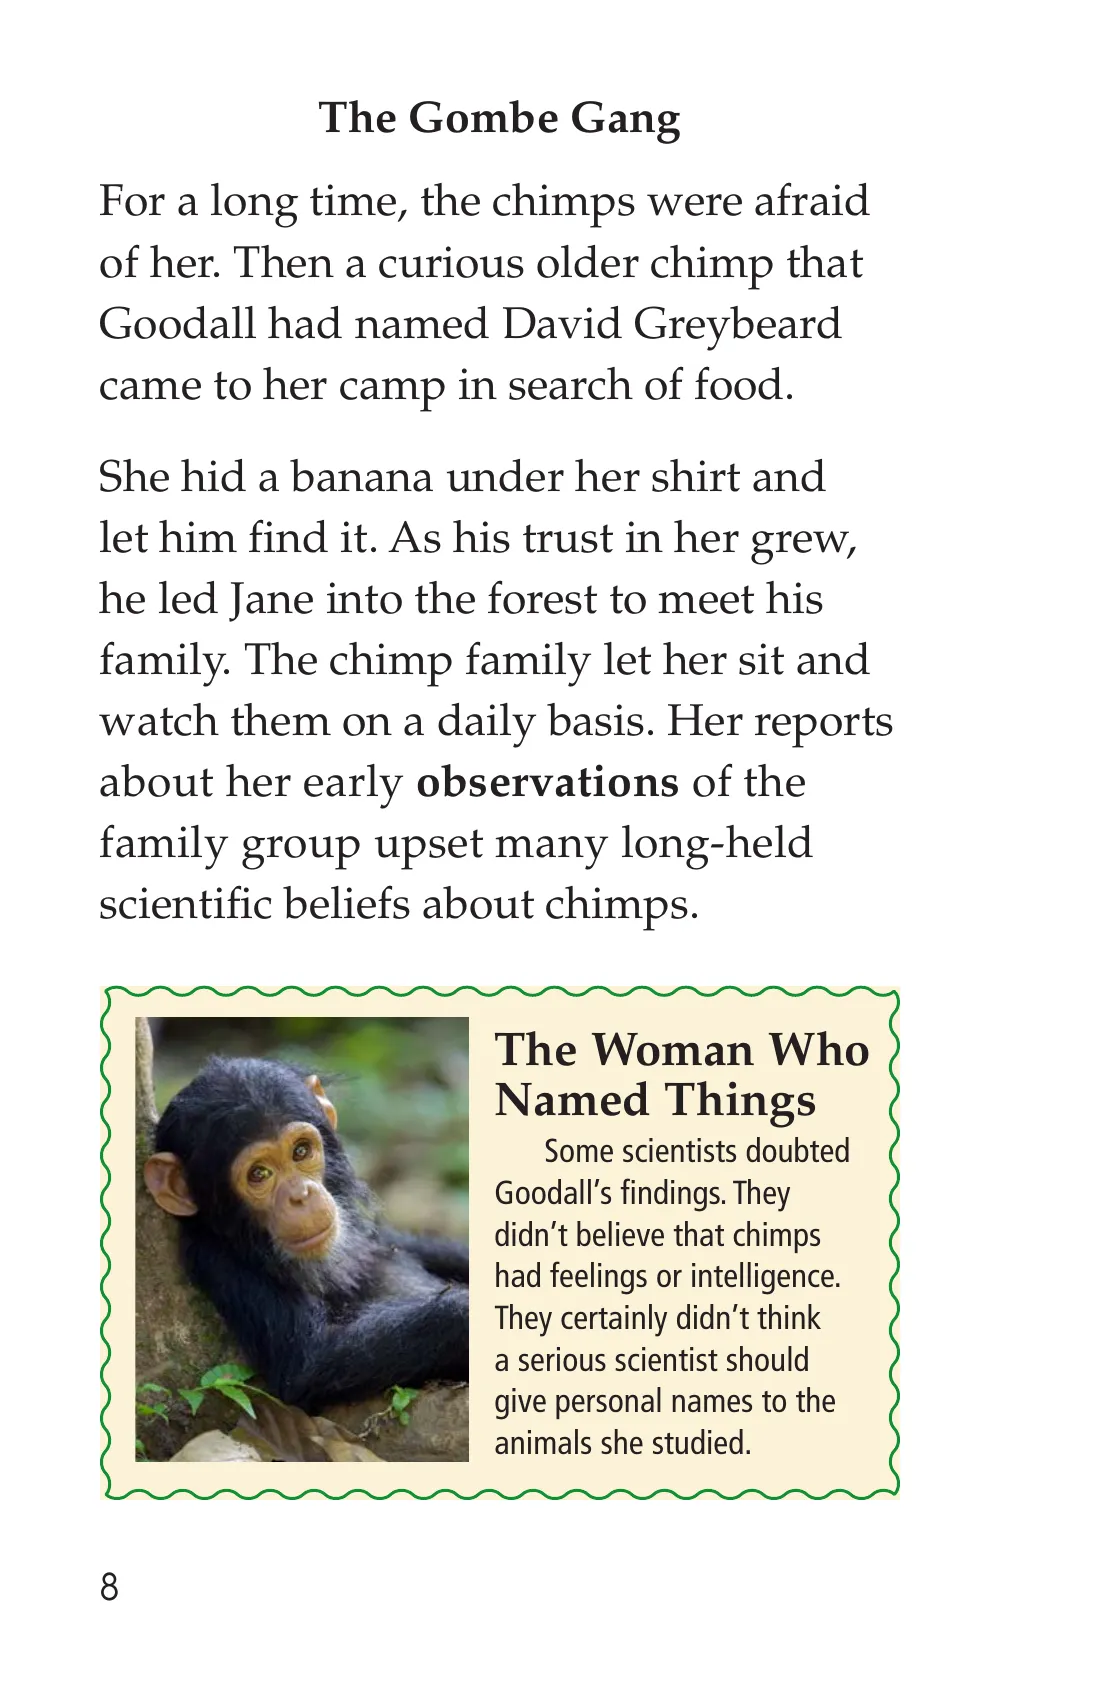 The Gombe Gang
For a long time, the chimps were afraid
of her. Then a curious older chimp that
Goodall had named David Greybeard
came to her camp in search of food.
She hid a banana under her shirt and
let him find it. As his trust in her grew,
he led Jane into the forest to meet his
family. The chimp family let her sit and
watch them on a daily basis. Her reports
about her early observations of the
family group upset many long-held
scientific beliefs about chimps.
The Woman Who
Named Things
Some scientists doubted
Goodall’s findings. They
didn’t believe that chimps
had feelings or intelligence.
They certainly didn’t think
a serious scientist should
give personal names to the
animals she studied.
8